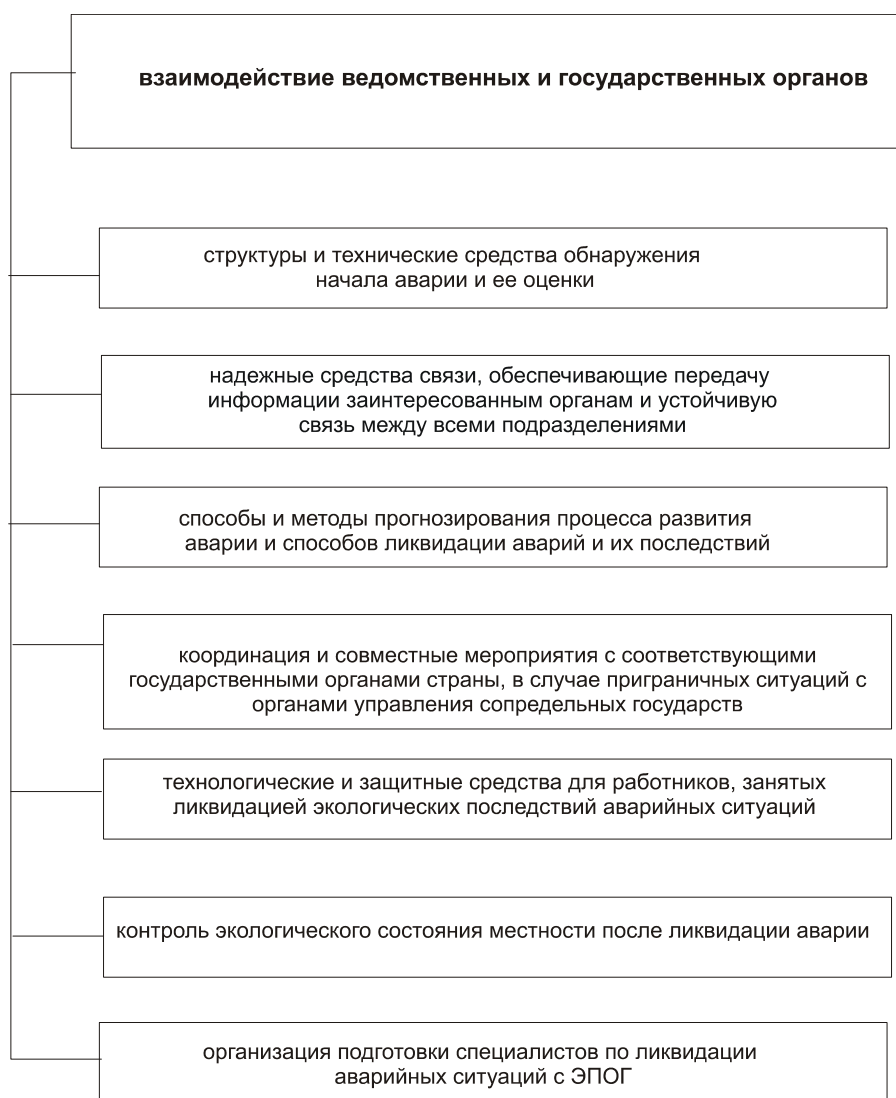 взаимодействие ведомственных и государственных органов
структуры и технические средства обнаружения
начала аварии и ее оценки
надежные средства связи, обеспечивающие передачу
информации заинтересованным органам и устойчивую
связь между всеми подразделениями
способы и методы прогнозирования процесса развития
аварии и способов ликвидации аварий и их последствий
координация и совместные мероприятия с соответствующими
государственными органами страны, в случае приграничных ситуаций с
органами управления сопредельных государств
технологические и защитные средства для работников, занятых
ликвидацией экологических последствий аварийных ситуаций
контроль экологического состояния местности после ликвидации аварии
организация подготовки специалистов по ликвидации
аварийных ситуаций с ЭПОГ